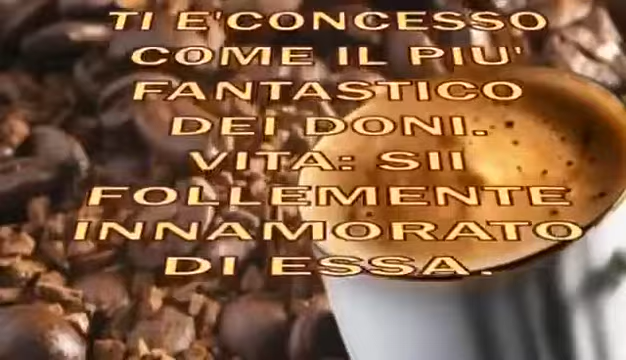 TI E'CONCESSO
COME IL PIU'
FANTASTICO
DEI DONI.
VITA: SII
FOLLEMENTE
INNAMORATO
DI ESSA.